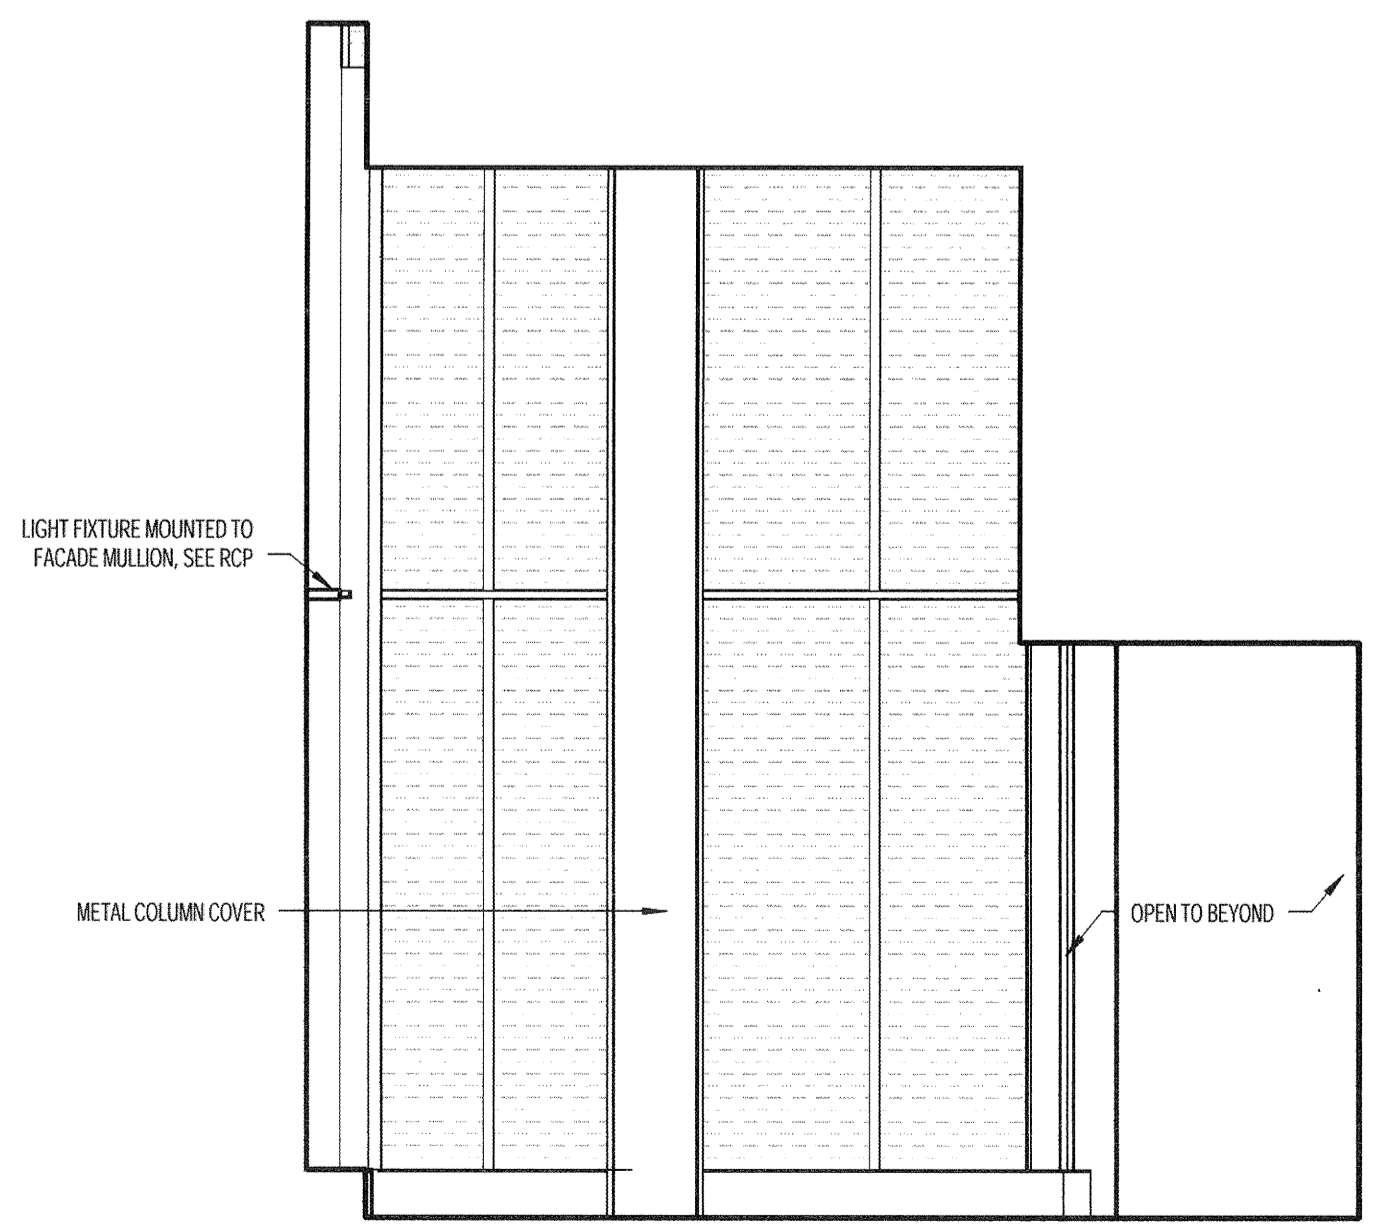 LIGHT FIXTURE MOUNTED TO
FACADE MULLION, SEE RCP
METAL COLUMN COVER
OPEN TO BEYOND